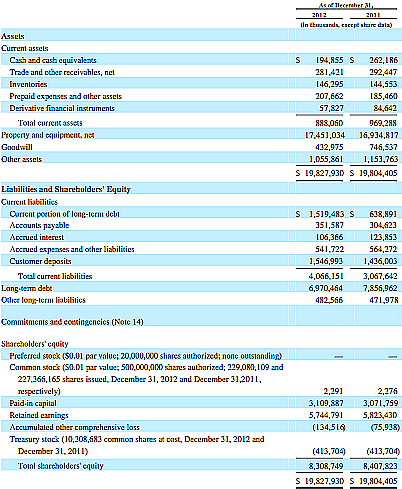 As of December 31,
2012 2011
(in thousands, except share data)
Assets
Current assets
Cash and cash equivalents $ 194,855 $ 262,186
Trade and other receivables, net 281,421 292,447
Inventories 146,295 144,553
Prepaid expenses and other assets 207,662 185,460
Derivative financial instruments 57,827 84,642
Total current assets 888,060 969,288
Property and equipment, net 17,451,034 16,934,817
Goodwill 432,975 746,537
Other assets 1,055,861 1,153,763
$ 19,827,930 $ 19,804,405
Liabilities and Shareholders' Equity
Current liabilities
Current portion of long-term debt $ 1,519,483 $ 638,891
Accounts payable 351,587 304,623
Accrued interest 106,366 123,853
Accrued expenses and other liabilities 541,722 564,272
Customer deposits 1,546,993 1,436,003
Total current liabilities 4,066,151 3,067,642
Long-term debt 6,970,464 7,856,962
Other long-term liabilities 482,566 471,978
Commitments and contingencies (Note 14)
Shareholders' equity
Preferred stock ($0.01 par value; 20,000,000 shares authorized; none outstanding) — —
Common stock ($0.01 par value; 500,000,000 shares authorized; 229,080,109 and
227,366,165 shares issued, December 31, 2012 and December 31,2011,
respectively) 2,291 2,276
Paid-in capital 3,109,887 3,071,759
Retained earnings 5,744,791 5,823,430
Accumulated other comprehensive loss (134,516) (75,938)
Treasury stock (10,308,683 common shares at cost, December 31, 2012 and
December 31, 2011) (413,704) (413,704)
Total shareholders' equity 8,308,749 8,407,823
$ 19,827,930 $ 19,804,405